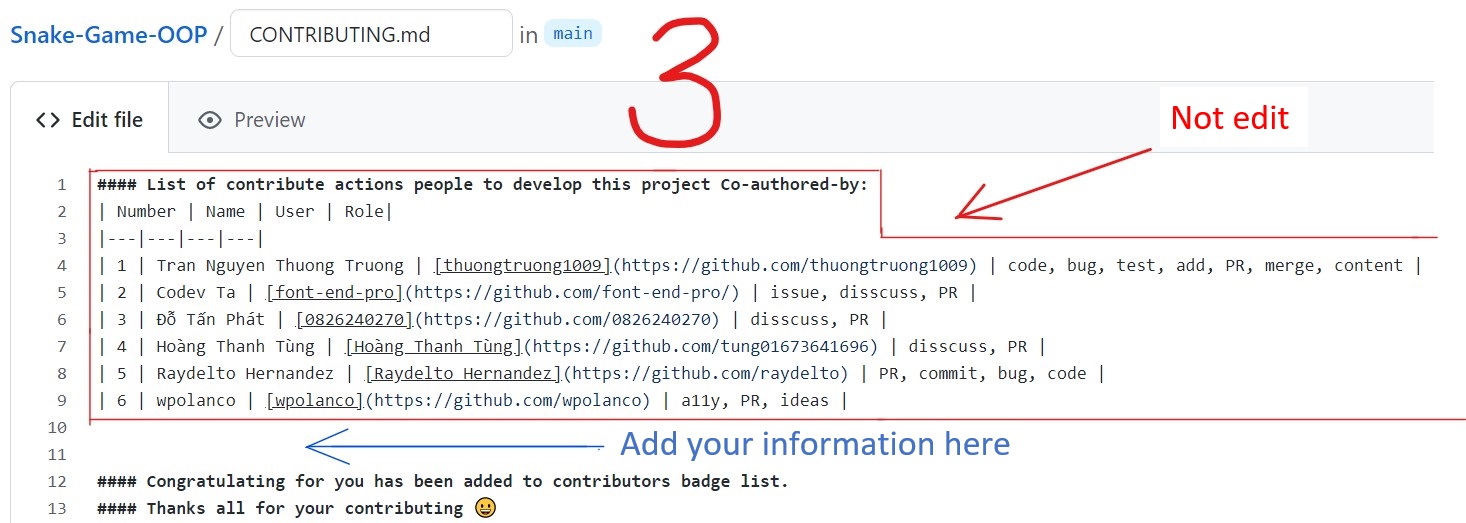 Snake-Game-OOP / CONTRIBUTING.md in main
3
<> Edit file Preview
Not edit
1 #### List of contribute actions people to develop this project Co-authored-by:
2 | Number | Name | User | Role|
3 |---|---|---|---|
4 | 1 | Tran Nguyen Thuong Truong | [thuongtruong1009](https://github.com/thuongtruong1009) | code, bug, test, add, PR, merge, content |
5 | 2 | Codev Ta | [font-end-pro](https://github.com/font-end-pro/) | issue, disscuss, PR |
6 | 3 | Đỗ Tấn Phát | [0826240270](https://github.com/0826240270) | disscuss, PR |
7 | 4 | Hoàng Thanh Tùng | [Hoàng Thanh Tùng](https://github.com/tung01673641696) | disscuss, PR |
8 | 5 | Raydelto Hernandez | [Raydelto Hernandez](https://github.com/raydelto) | PR, commit, bug, code |
9 | 6 | wpolanco | [wpolanco](https://github.com/wpolanco) | a11y, PR, ideas |
10
Add your information here
11
12 #### Congratulating for you has been added to contributors badge list.
13 #### Thanks all for your contributing 😃